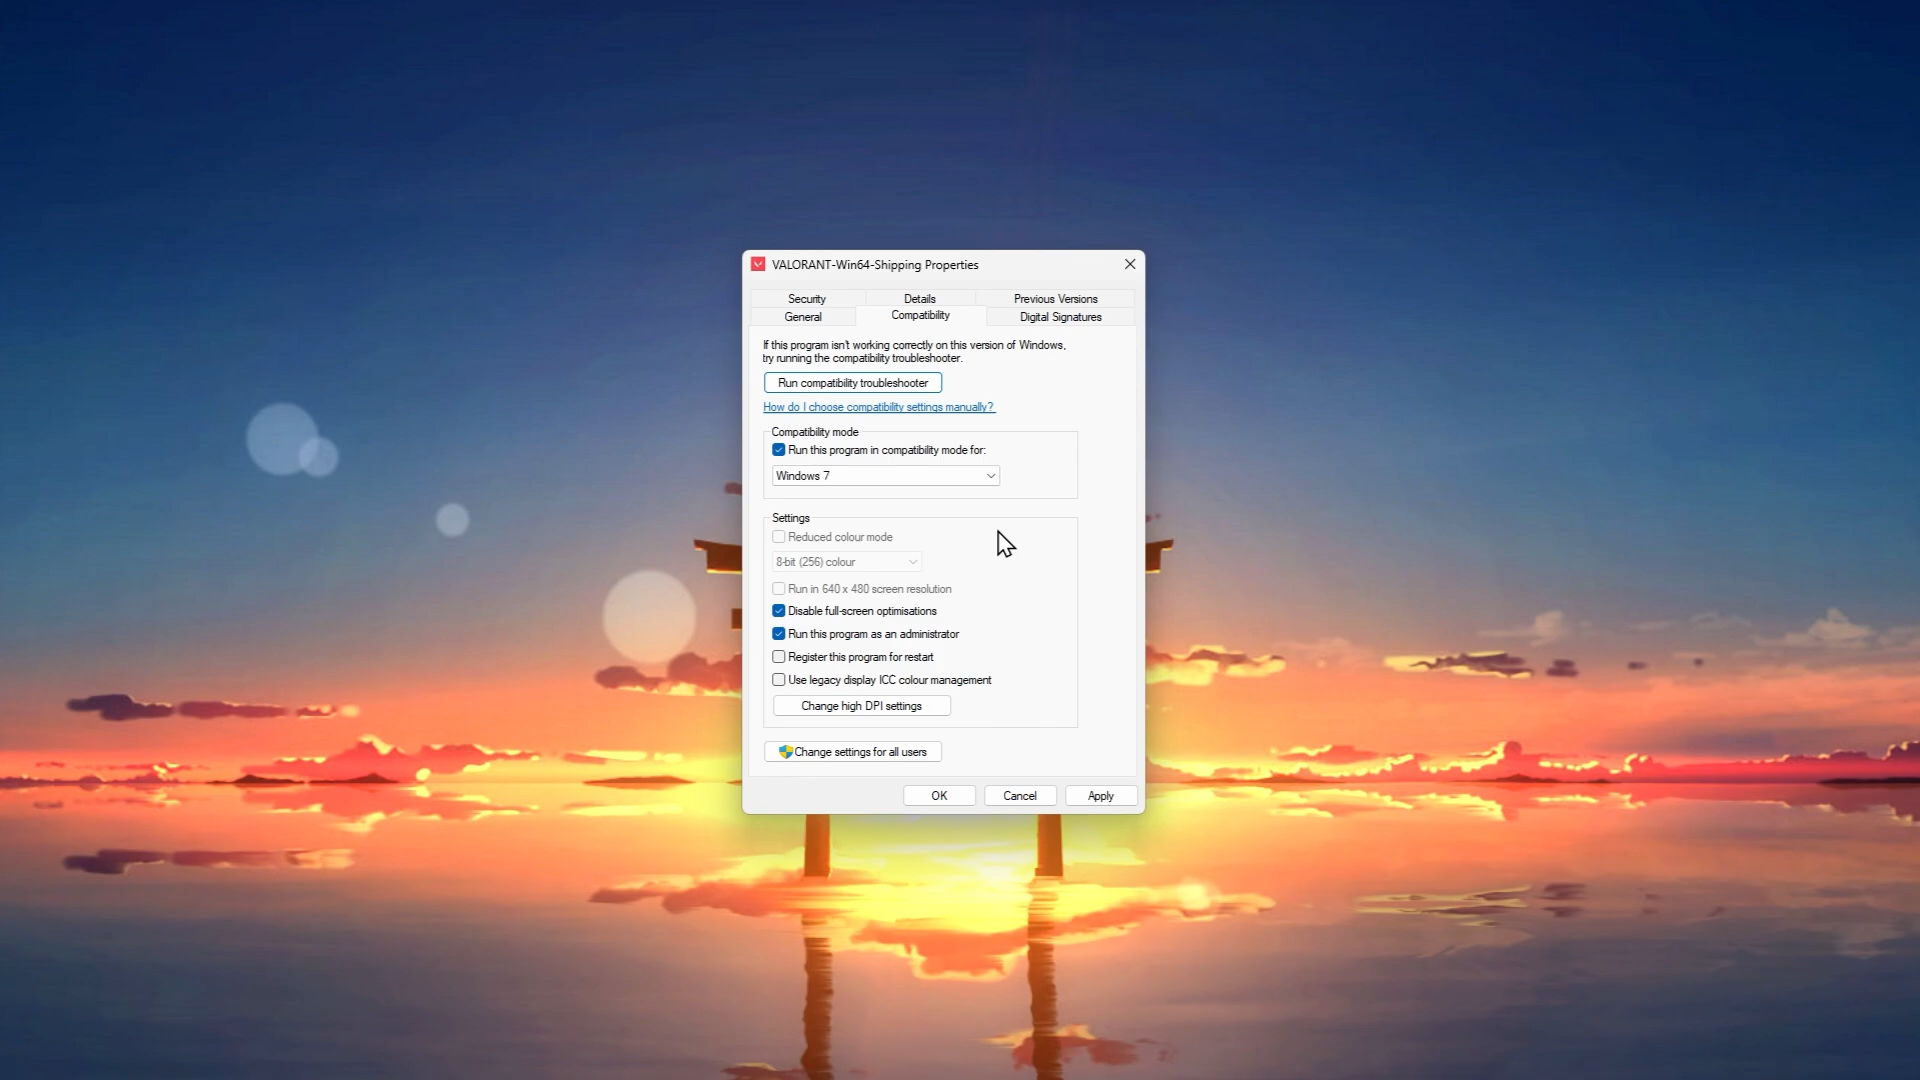 VALORANT-Win64-Shipping Properties
Security Details Previous Versions
General Compatibility Digital Signatures
If this program isn't working correctly on this version of Windows,
try running the compatibility troubleshooter.
Run compatibility troubleshooter
How do I choose compatibility settings manually?
Compatibility mode
Run this program in compatibility mode for:
Windows 7
Settings
Reduced colour mode
8-bit (256) colour
Run in 640 x 480 screen resolution
Disable full-screen optimisations
Run this program as an administrator
Register this program for restart
Use legacy display ICC colour management
Change high DPI settings
Change settings for all users
OK Cancel Apply